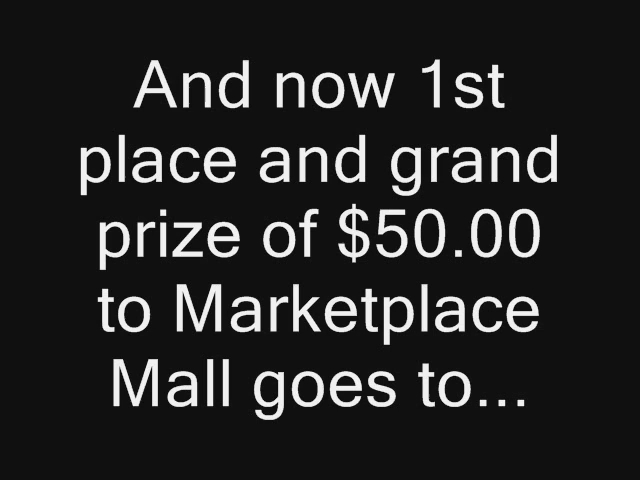 And now 1st
place and grand
prize of $50.00
to Marketplace
Mall goes to...